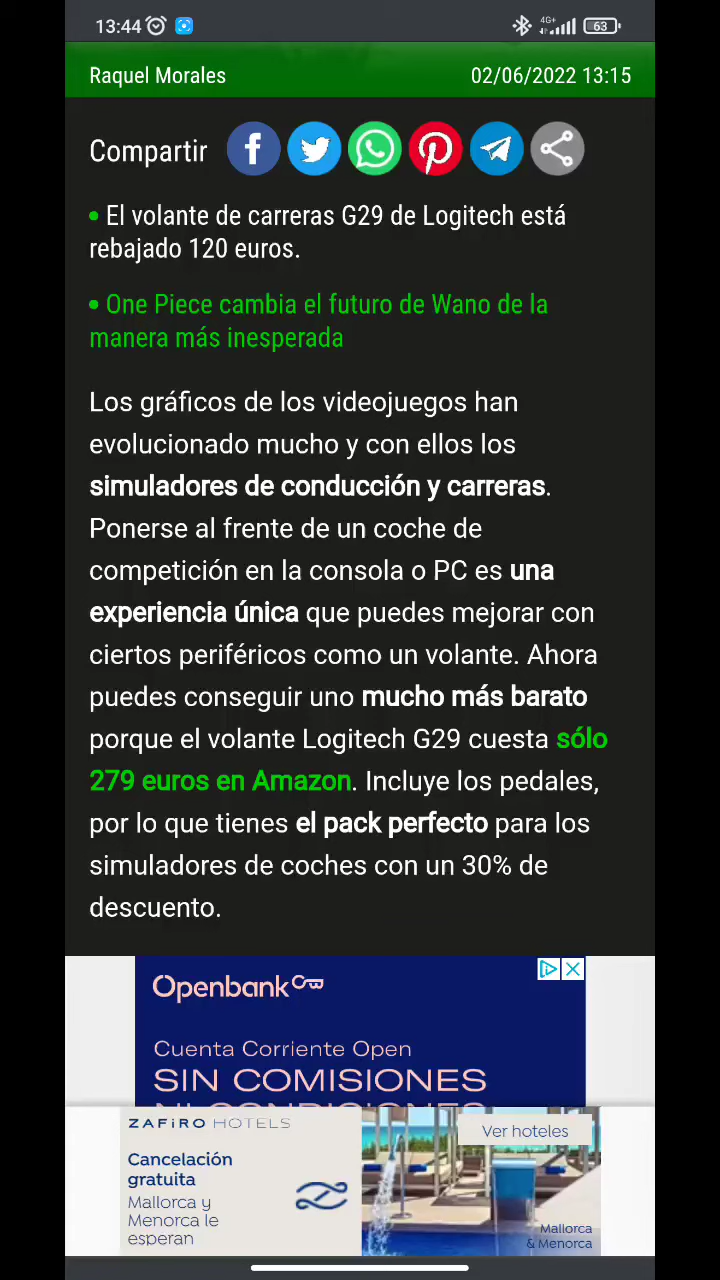 13:44
4G+
63
Raquel Morales
02/06/2022 13:15
Compartir
• El volante de carreras G29 de Logitech está
rebajado 120 euros.
• One Piece cambia el futuro de Wano de la
manera más inesperada
Los gráficos de los videojuegos han
evolucionado mucho y con ellos los
simuladores de conducción y carreras.
Ponerse al frente de un coche de
competición en la consola o PC es una
experiencia única que puedes mejorar con
ciertos periféricos como un volante. Ahora
puedes conseguir uno mucho más barato
porque el volante Logitech G29 cuesta sólo
279 euros en Amazon. Incluye los pedales,
por lo que tienes el pack perfecto para los
simuladores de coches con un 30% de
descuento.
Openbank
Cuenta Corriente Open
SIN COMISIONES
NI CONDICIONES
ZAFiRO HOTELS
Cancelación
gratuita
Mallorca y
Menorca le
esperan
Ver hoteles
Mallorca
& Menorca